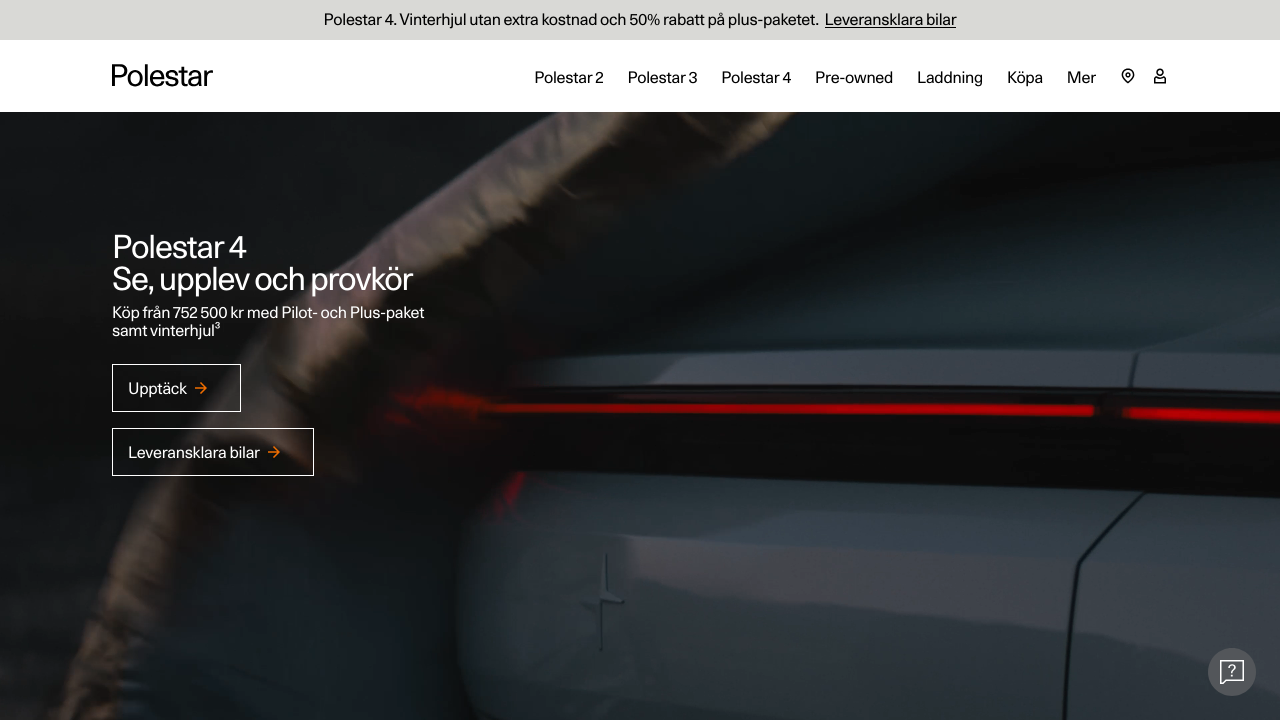 Polestar 4. Vinterhjul utan extra kostnad och 50% rabatt på plus-paketet. Leveransklara bilar
Polestar
Polestar 2
Polestar 3
Polestar 4
Pre-owned
Laddning
Köpa
Mer
Polestar 4
Se, upplev och provkör
Köp från 752 500 kr med Pilot- och Plus-paket
samt vinterhjul³
Upptäck
Leveransklara bilar